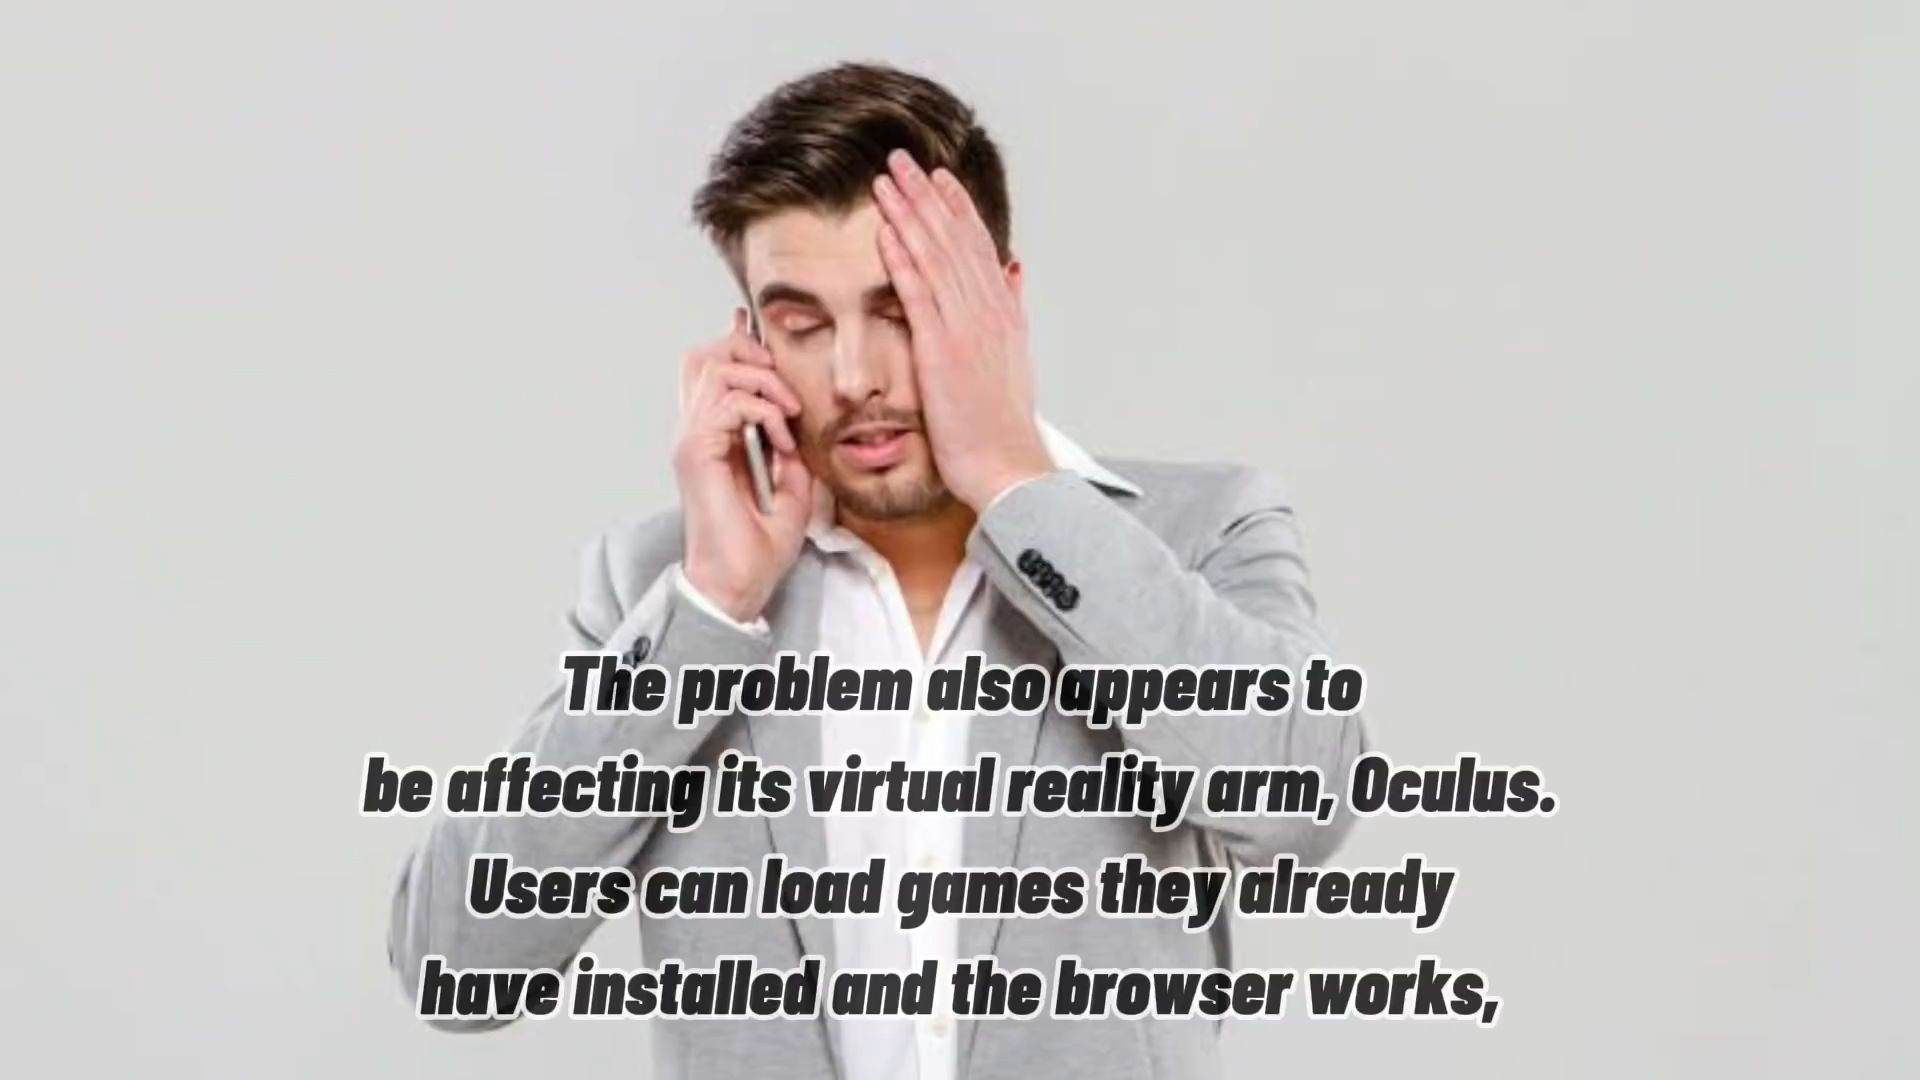 The problem also appears to
be affecting its virtual reality arm, Oculus.
Users can load games they already
have installed and the browser works,